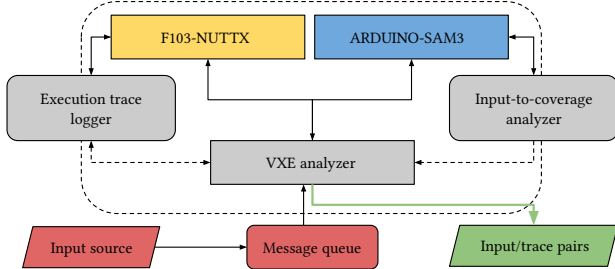 F103-NUTTX
ARDUINO-SAM3
Execution trace
logger
Input-to-coverage
analyzer
VXE analyzer
Input source
Message queue
Input/trace pairs